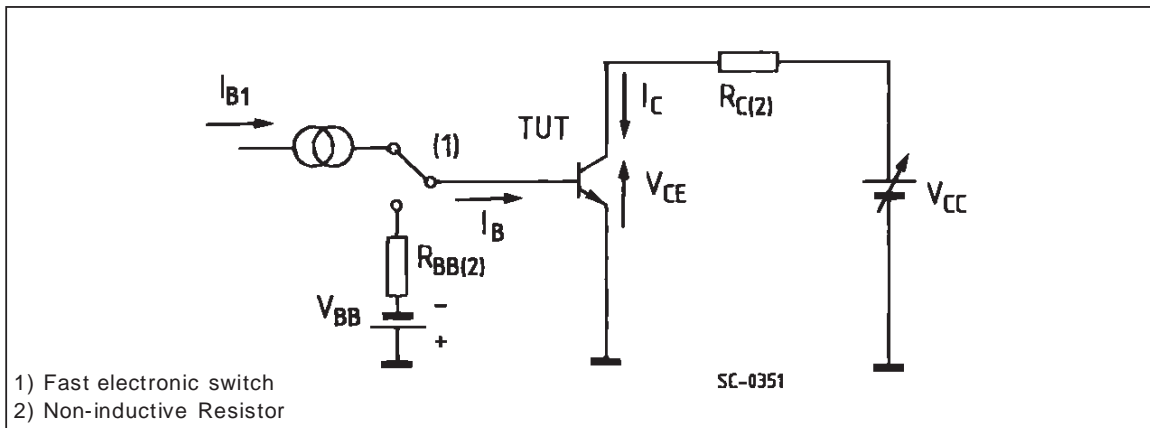 I_B1
(1)
TUT
I_C
R_C(2)
V_CE
V_CC
I_B
R_BB(2)
V_BB
−
+
SC-0351
1) Fast electronic switch
2) Non-inductive Resistor